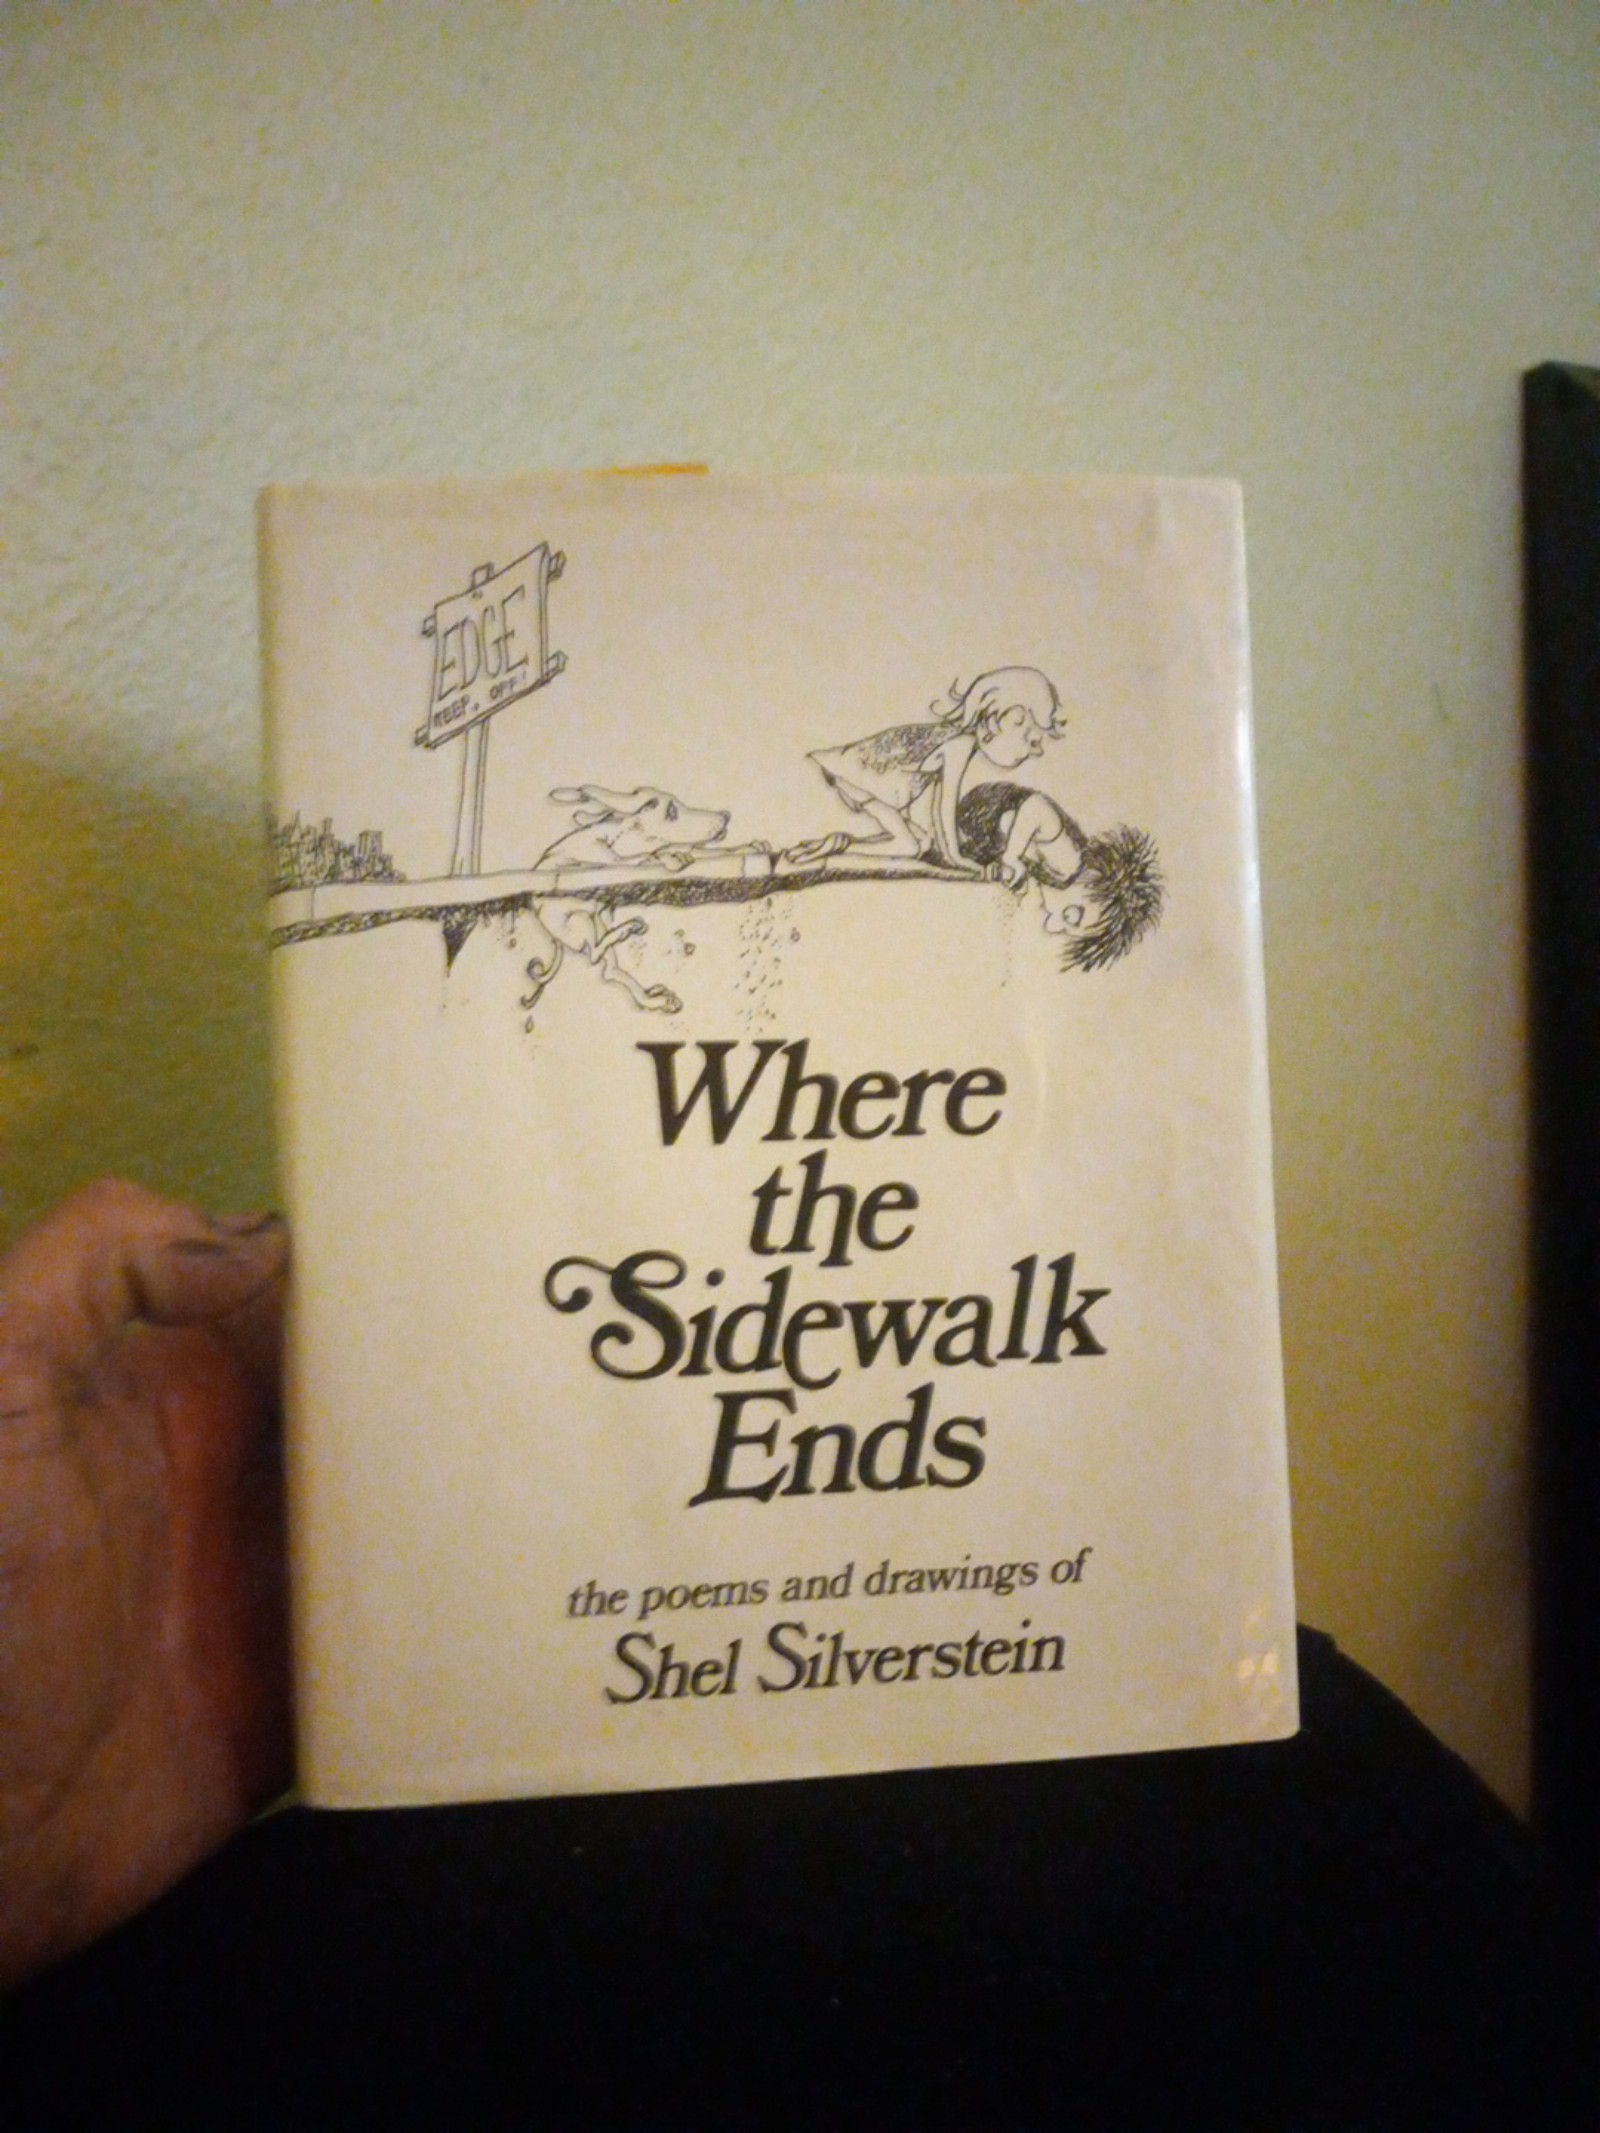 EDGE
KEEP. OFF!
Where
the
Sidewalk
Ends
the poems and drawings of
Shel Silverstein